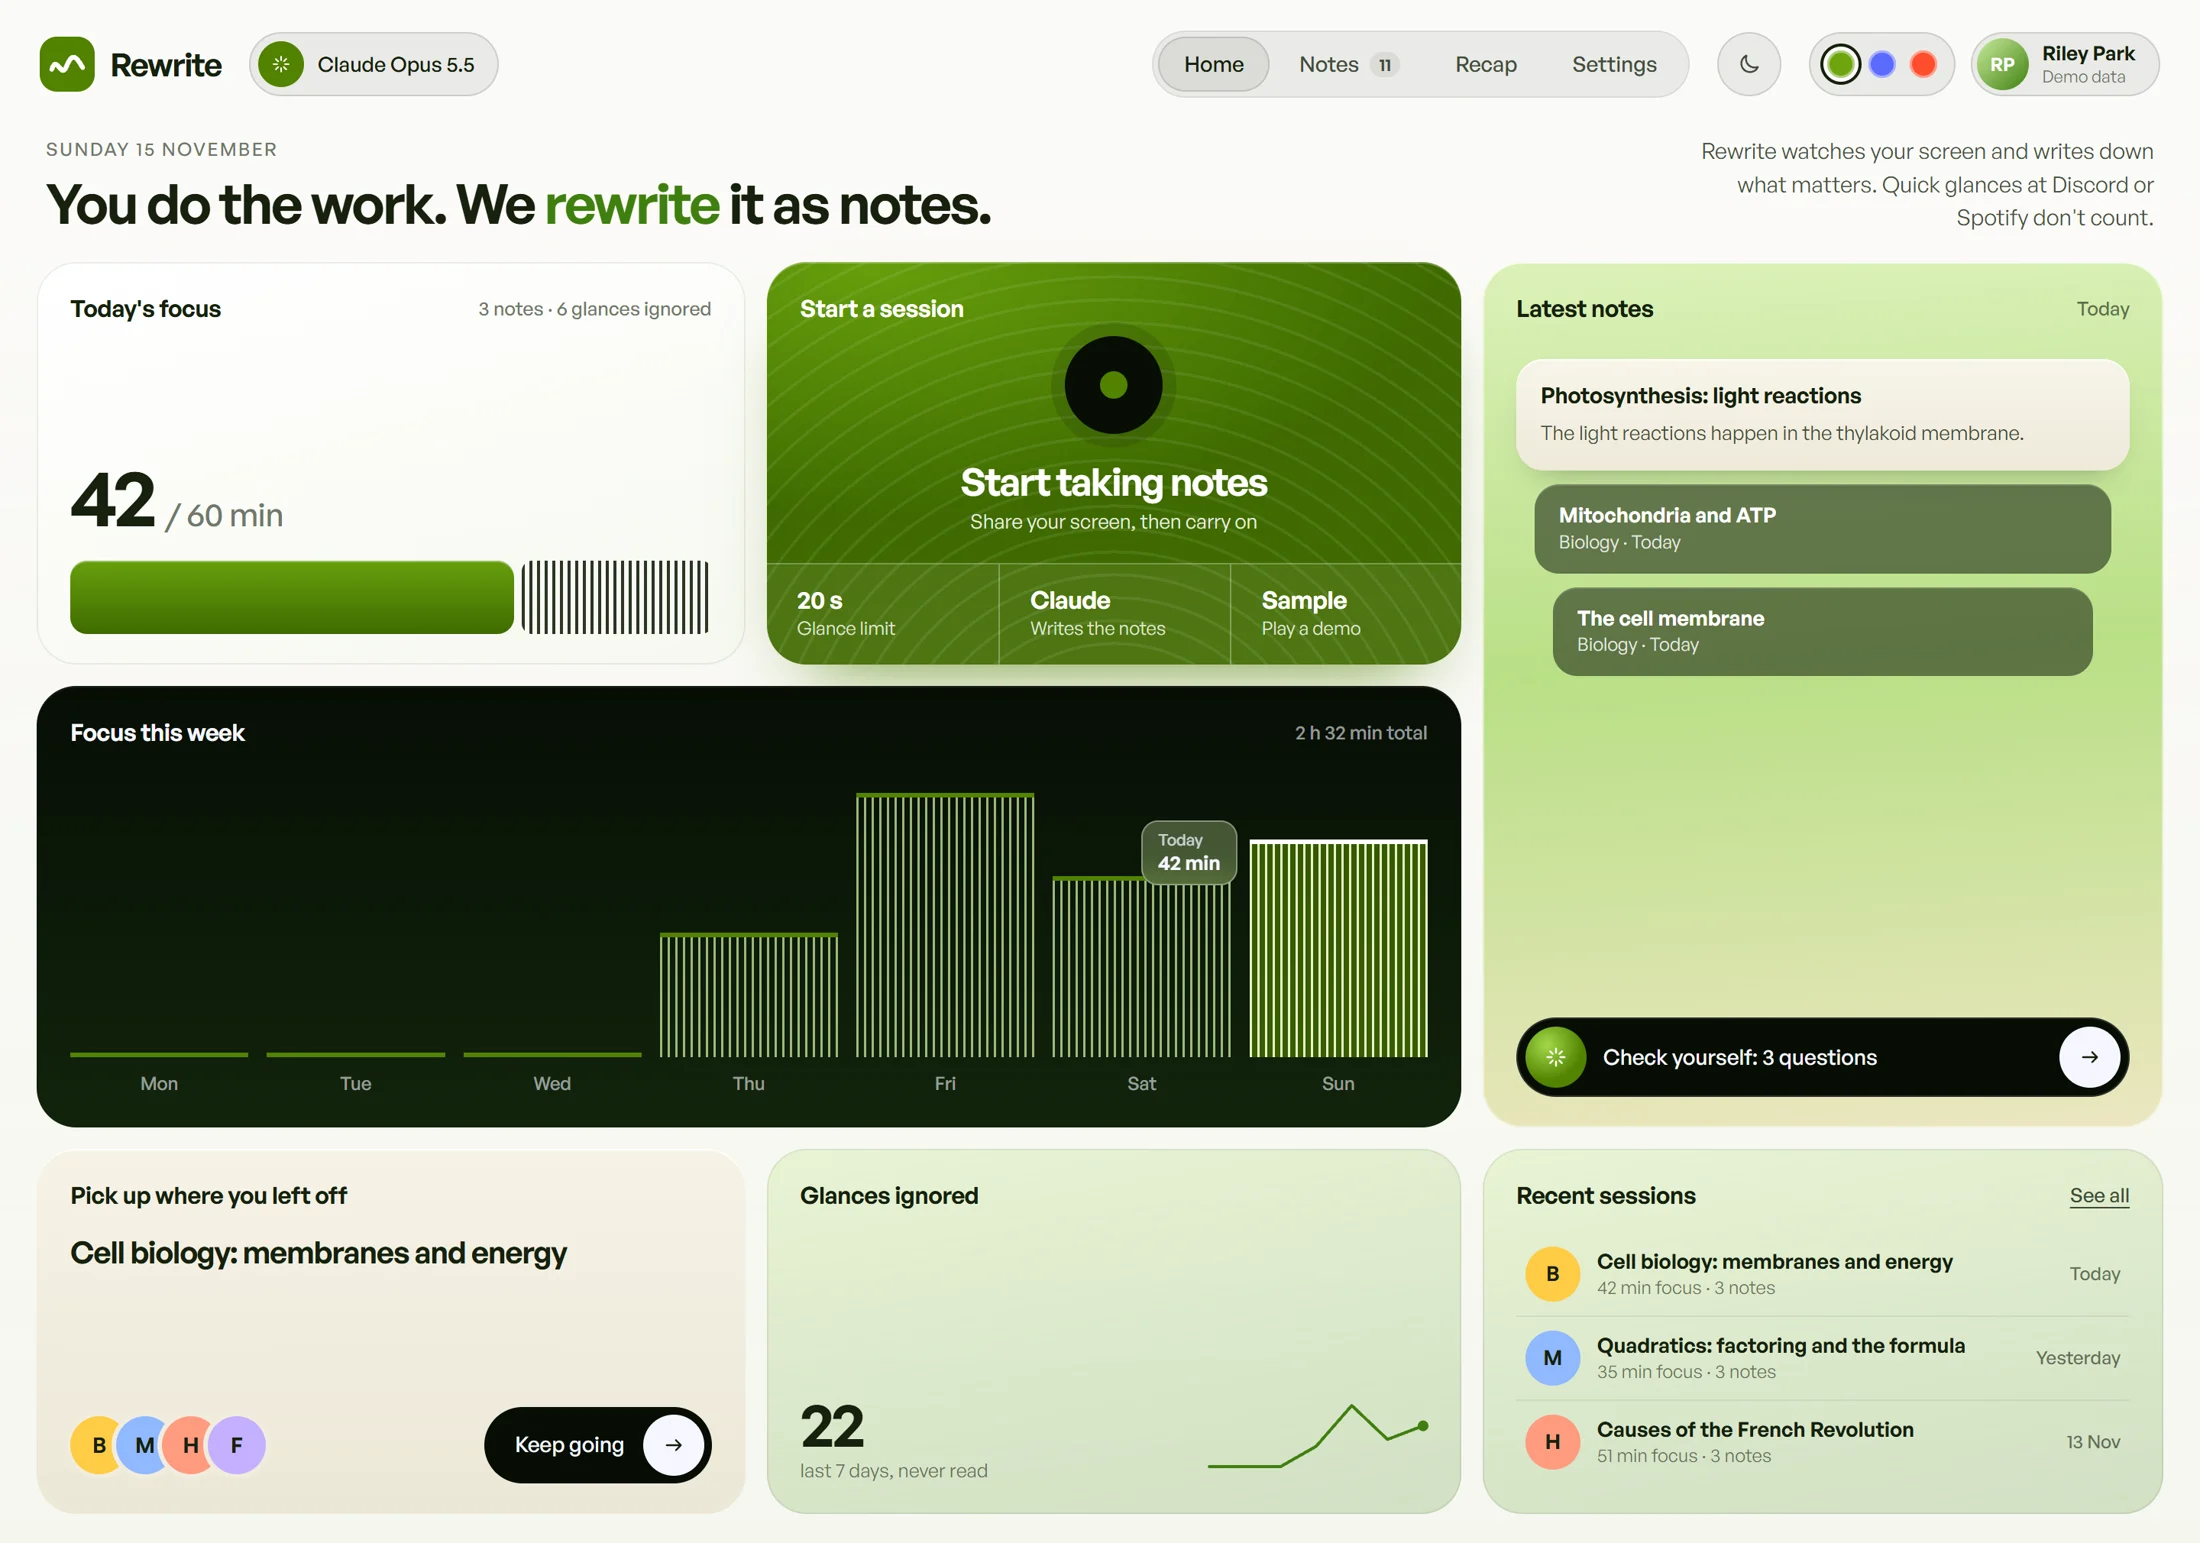 Rewrite
Claude Opus 5.5
Home
Notes 11
Recap
Settings
RP
Riley Park
Demo data
SUNDAY 15 NOVEMBER
You do the work. We rewrite it as notes.
Rewrite watches your screen and writes down
what matters. Quick glances at Discord or
Spotify don't count.
Today's focus
3 notes · 6 glances ignored
42 / 60 min
Start a session
Start taking notes
Share your screen, then carry on
20 s
Glance limit
Claude
Writes the notes
Sample
Play a demo
Latest notes
Today
Photosynthesis: light reactions
The light reactions happen in the thylakoid membrane.
Mitochondria and ATP
Biology · Today
The cell membrane
Biology · Today
Check yourself: 3 questions
Focus this week
2 h 32 min total
Today
42 min
Mon
Tue
Wed
Thu
Fri
Sat
Sun
Pick up where you left off
Cell biology: membranes and energy
B
M
H
F
Keep going
Glances ignored
22
last 7 days, never read
Recent sessions
See all
B
Cell biology: membranes and energy
42 min focus · 3 notes
Today
M
Quadratics: factoring and the formula
35 min focus · 3 notes
Yesterday
H
Causes of the French Revolution
51 min focus · 3 notes
13 Nov